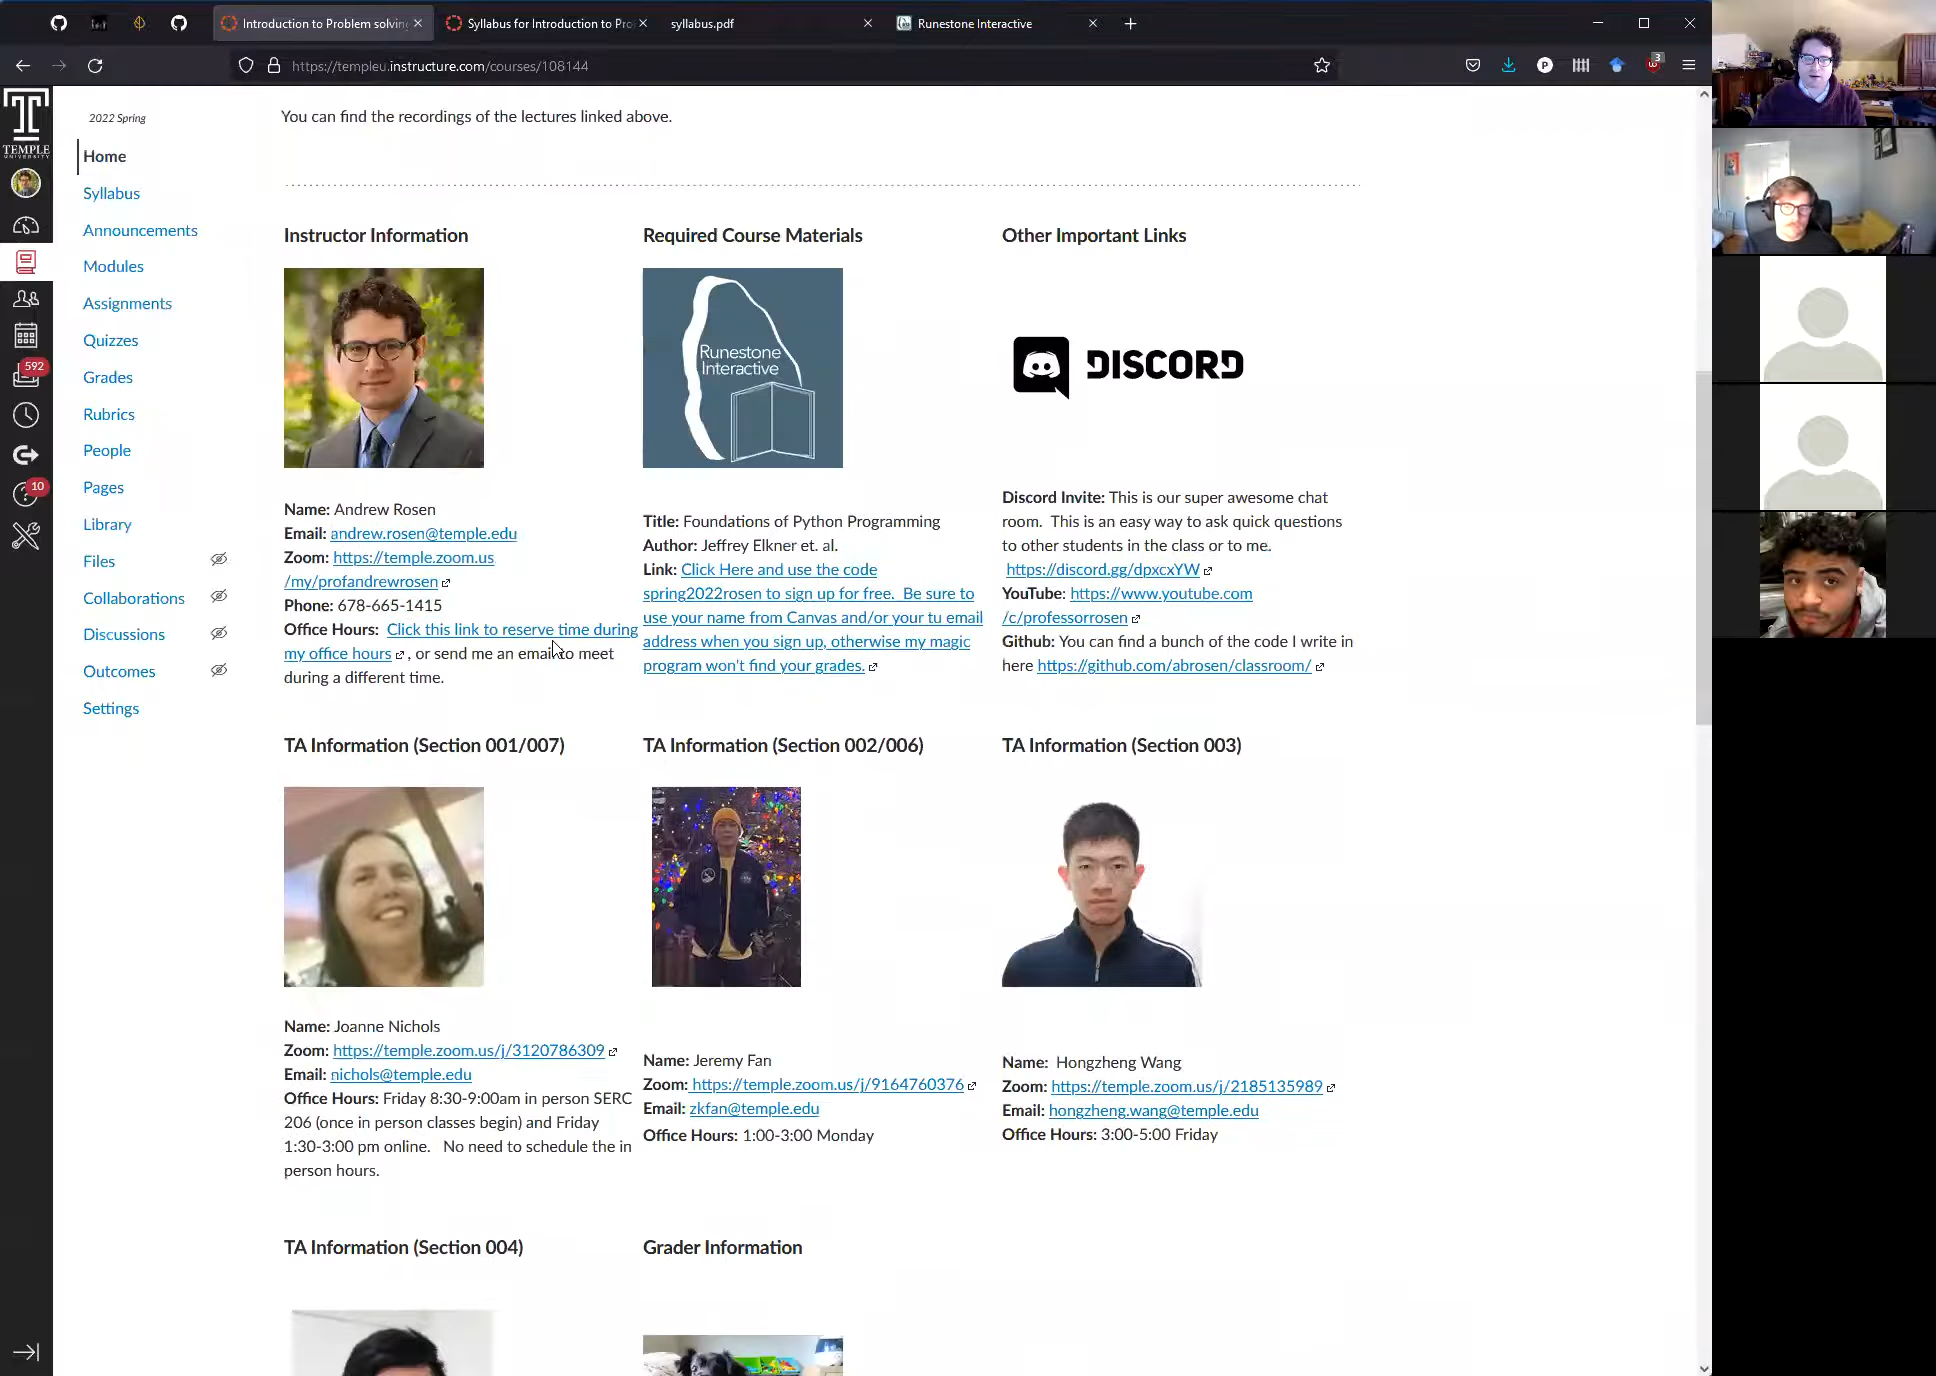 Introduction to Problem solving
Syllabus for Introduction to Pro
syllabus.pdf
Runestone Interactive
https://templeu.instructure.com/courses/108144
3
TEMPLE
UNIVERSITY
592
10
2022 Spring
Home
Syllabus
Announcements
Modules
Assignments
Quizzes
Grades
Rubrics
People
Pages
Library
Files
Collaborations
Discussions
Outcomes
Settings
You can find the recordings of the lectures linked above.
Instructor Information
Name: Andrew Rosen
Email: andrew.rosen@temple.edu
Zoom: https://temple.zoom.us
/my/profandrewrosen
Phone: 678-665-1415
Office Hours: Click this link to reserve time during
my office hours , or send me an email to meet
during a different time.
Required Course Materials
Runestone
Interactive
Title: Foundations of Python Programming
Author: Jeffrey Elkner et. al.
Link: Click Here and use the code
spring2022rosen to sign up for free. Be sure to
use your name from Canvas and/or your tu email
address when you sign up, otherwise my magic
program won't find your grades.
Other Important Links
DISCORD
Discord Invite: This is our super awesome chat
room. This is an easy way to ask quick questions
to other students in the class or to me.
https://discord.gg/dpxcxYW
YouTube: https://www.youtube.com
/c/professorrosen
Github: You can find a bunch of the code I write in
here https://github.com/abrosen/classroom/
TA Information (Section 001/007)
Name: Joanne Nichols
Zoom: https://temple.zoom.us/j/3120786309
Email: nichols@temple.edu
Office Hours: Friday 8:30-9:00am in person SERC
206 (once in person classes begin) and Friday
1:30-3:00 pm online. No need to schedule the in
person hours.
TA Information (Section 002/006)
Name: Jeremy Fan
Zoom: https://temple.zoom.us/j/9164760376
Email: zkfan@temple.edu
Office Hours: 1:00-3:00 Monday
TA Information (Section 003)
Name: Hongzheng Wang
Zoom: https://temple.zoom.us/j/2185135989
Email: hongzheng.wang@temple.edu
Office Hours: 3:00-5:00 Friday
TA Information (Section 004)
Grader Information